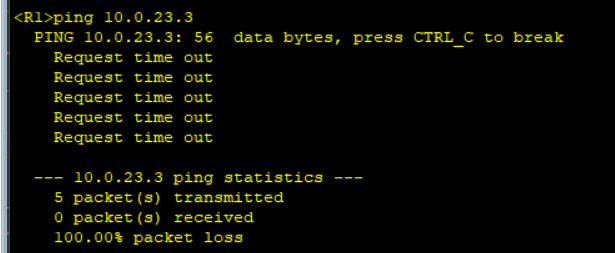 <R1>ping 10.0.23.3
PING 10.0.23.3: 56  data bytes, press CTRL_C to break
Request time out
Request time out
Request time out
Request time out
Request time out
--- 10.0.23.3 ping statistics ---
5 packet(s) transmitted
0 packet(s) received
100.00% packet loss